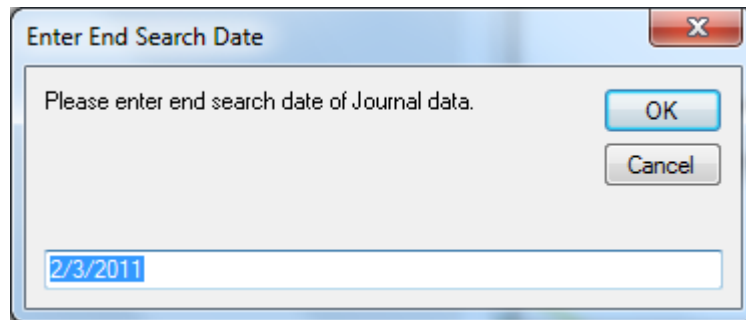 Enter End Search Date
Please enter end search date of Journal data.
OK
Cancel
2/3/2011